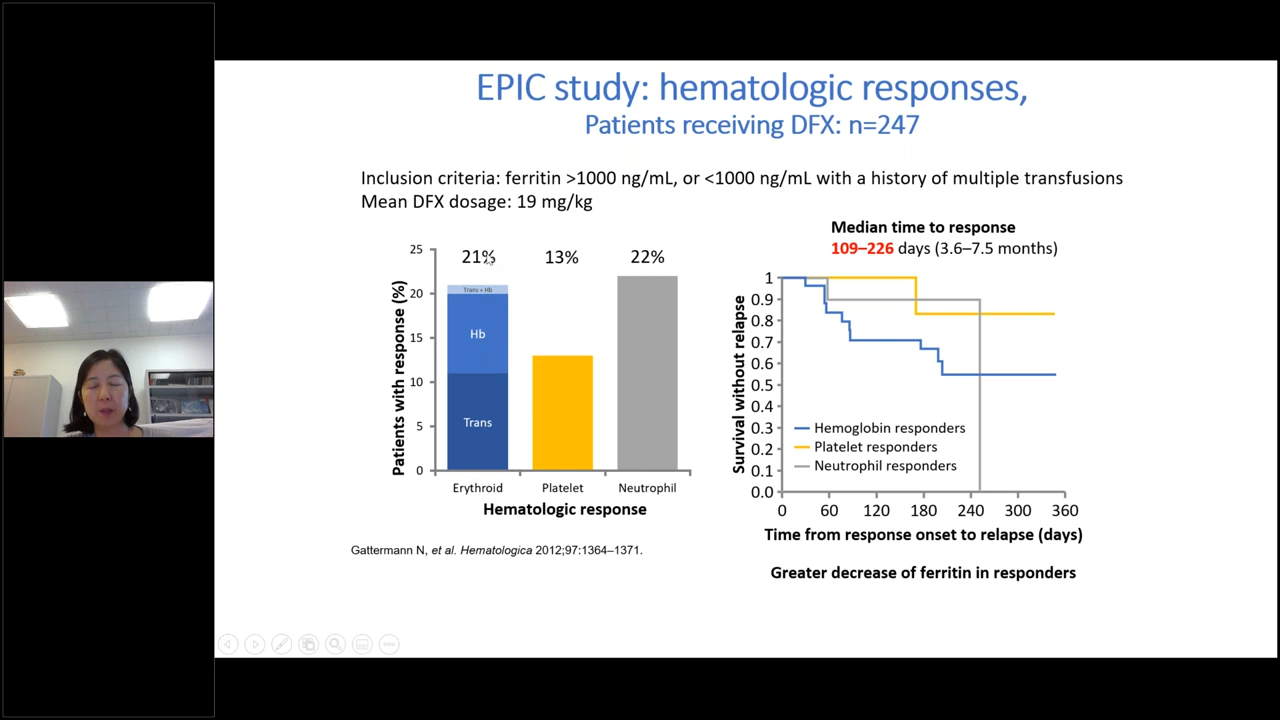 EPIC study: hematologic responses,
Patients receiving DFX: n=247
Inclusion criteria: ferritin >1000 ng/mL, or <1000 ng/mL with a history of multiple transfusions
Mean DFX dosage: 19 mg/kg
Patients with response (%)
25
20
15
10
5
0
21%
13%
22%
Trans + Hb
Hb
Trans
Erythroid
Platelet
Neutrophil
Hematologic response
Gattermann N, et al. Hematologica 2012;97:1364–1371.
Median time to response
109–226 days (3.6–7.5 months)
Survival without relapse
1
0.9
0.8
0.7
0.6
0.5
0.4
0.3
0.2
0.1
0.0
Hemoglobin responders
Platelet responders
Neutrophil responders
0 60 120 180 240 300 360
Time from response onset to relapse (days)
Greater decrease of ferritin in responders